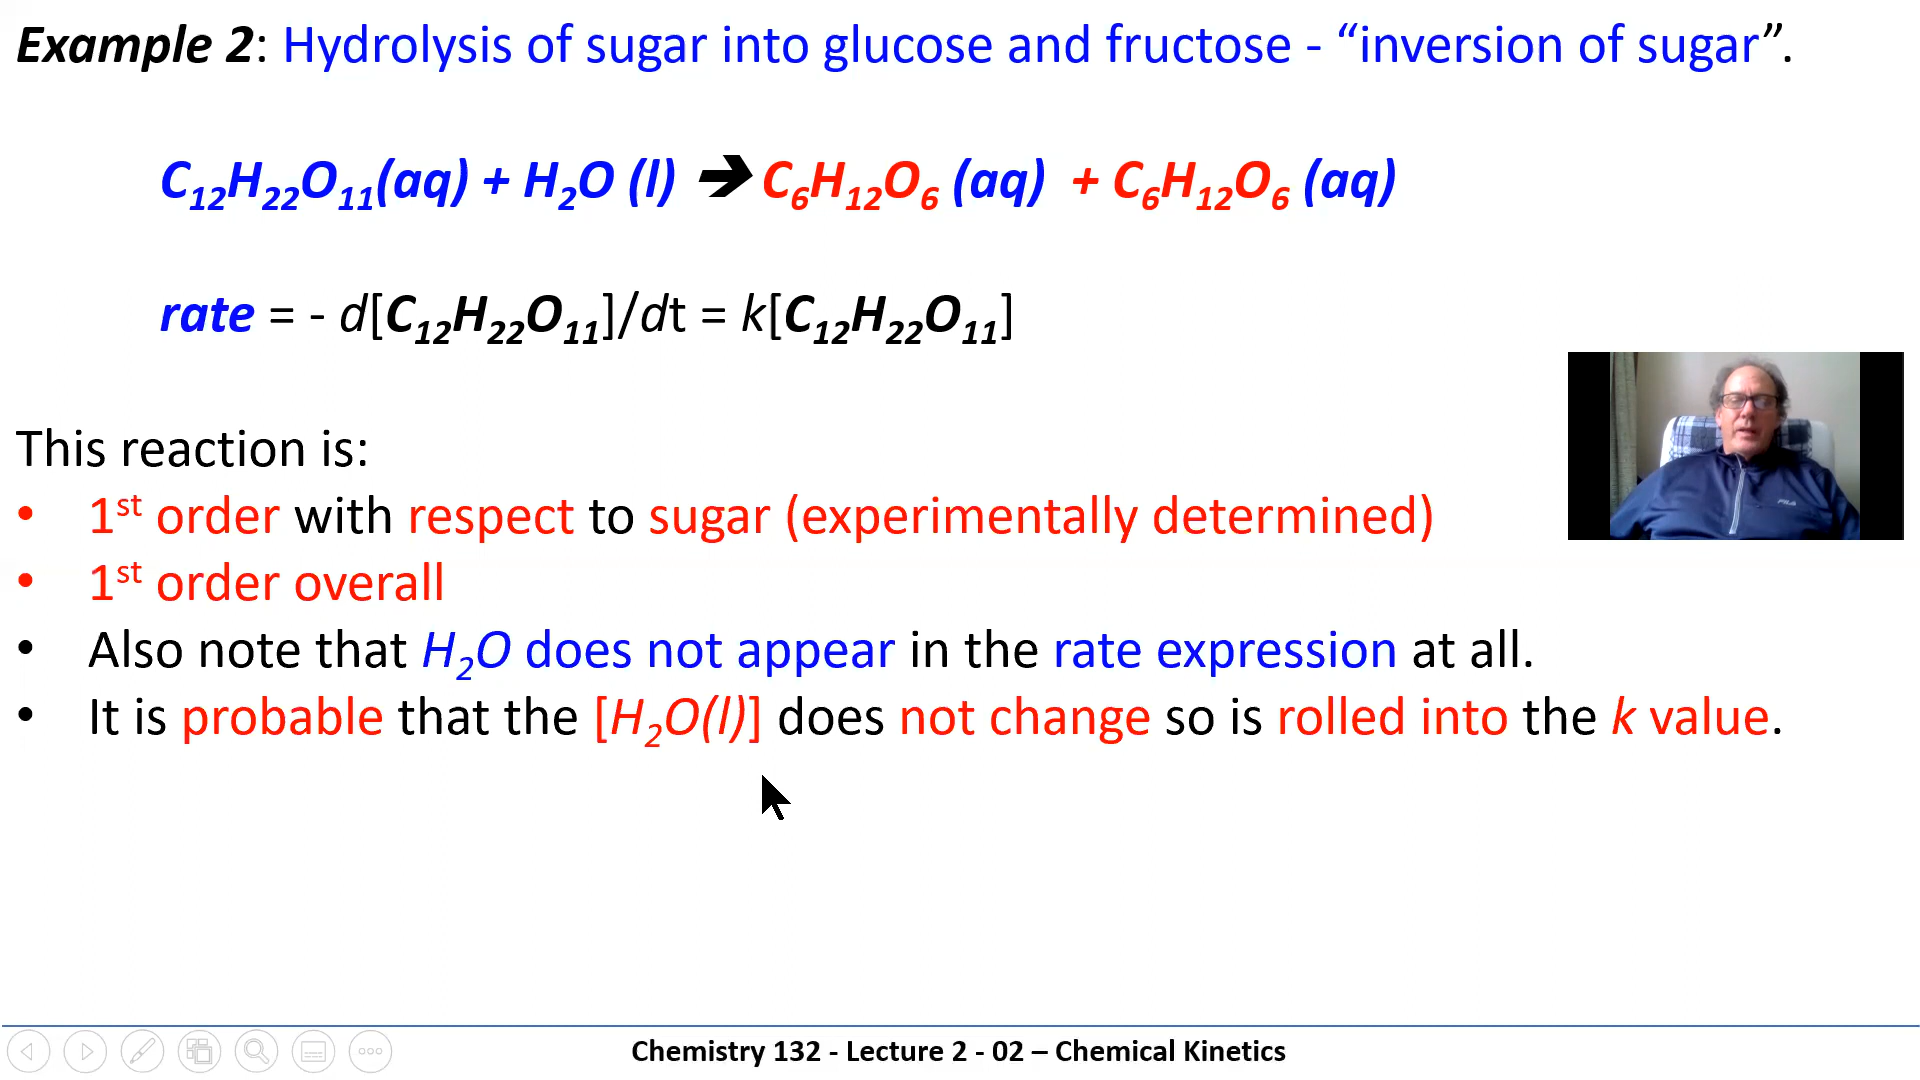 Example 2: Hydrolysis of sugar into glucose and fructose - “inversion of sugar”.
C₁₂H₂₂O₁₁(aq) + H₂O (l) ➔ C₆H₁₂O₆ (aq) + C₆H₁₂O₆ (aq)
rate = - d[C₁₂H₂₂O₁₁]/dt = k[C₁₂H₂₂O₁₁]
This reaction is:
• 1ˢᵗ order with respect to sugar (experimentally determined)
• 1ˢᵗ order overall
• Also note that H₂O does not appear in the rate expression at all.
• It is probable that the [H₂O(l)] does not change so is rolled into the k value.
FILA
Chemistry 132 - Lecture 2 - 02 – Chemical Kinetics